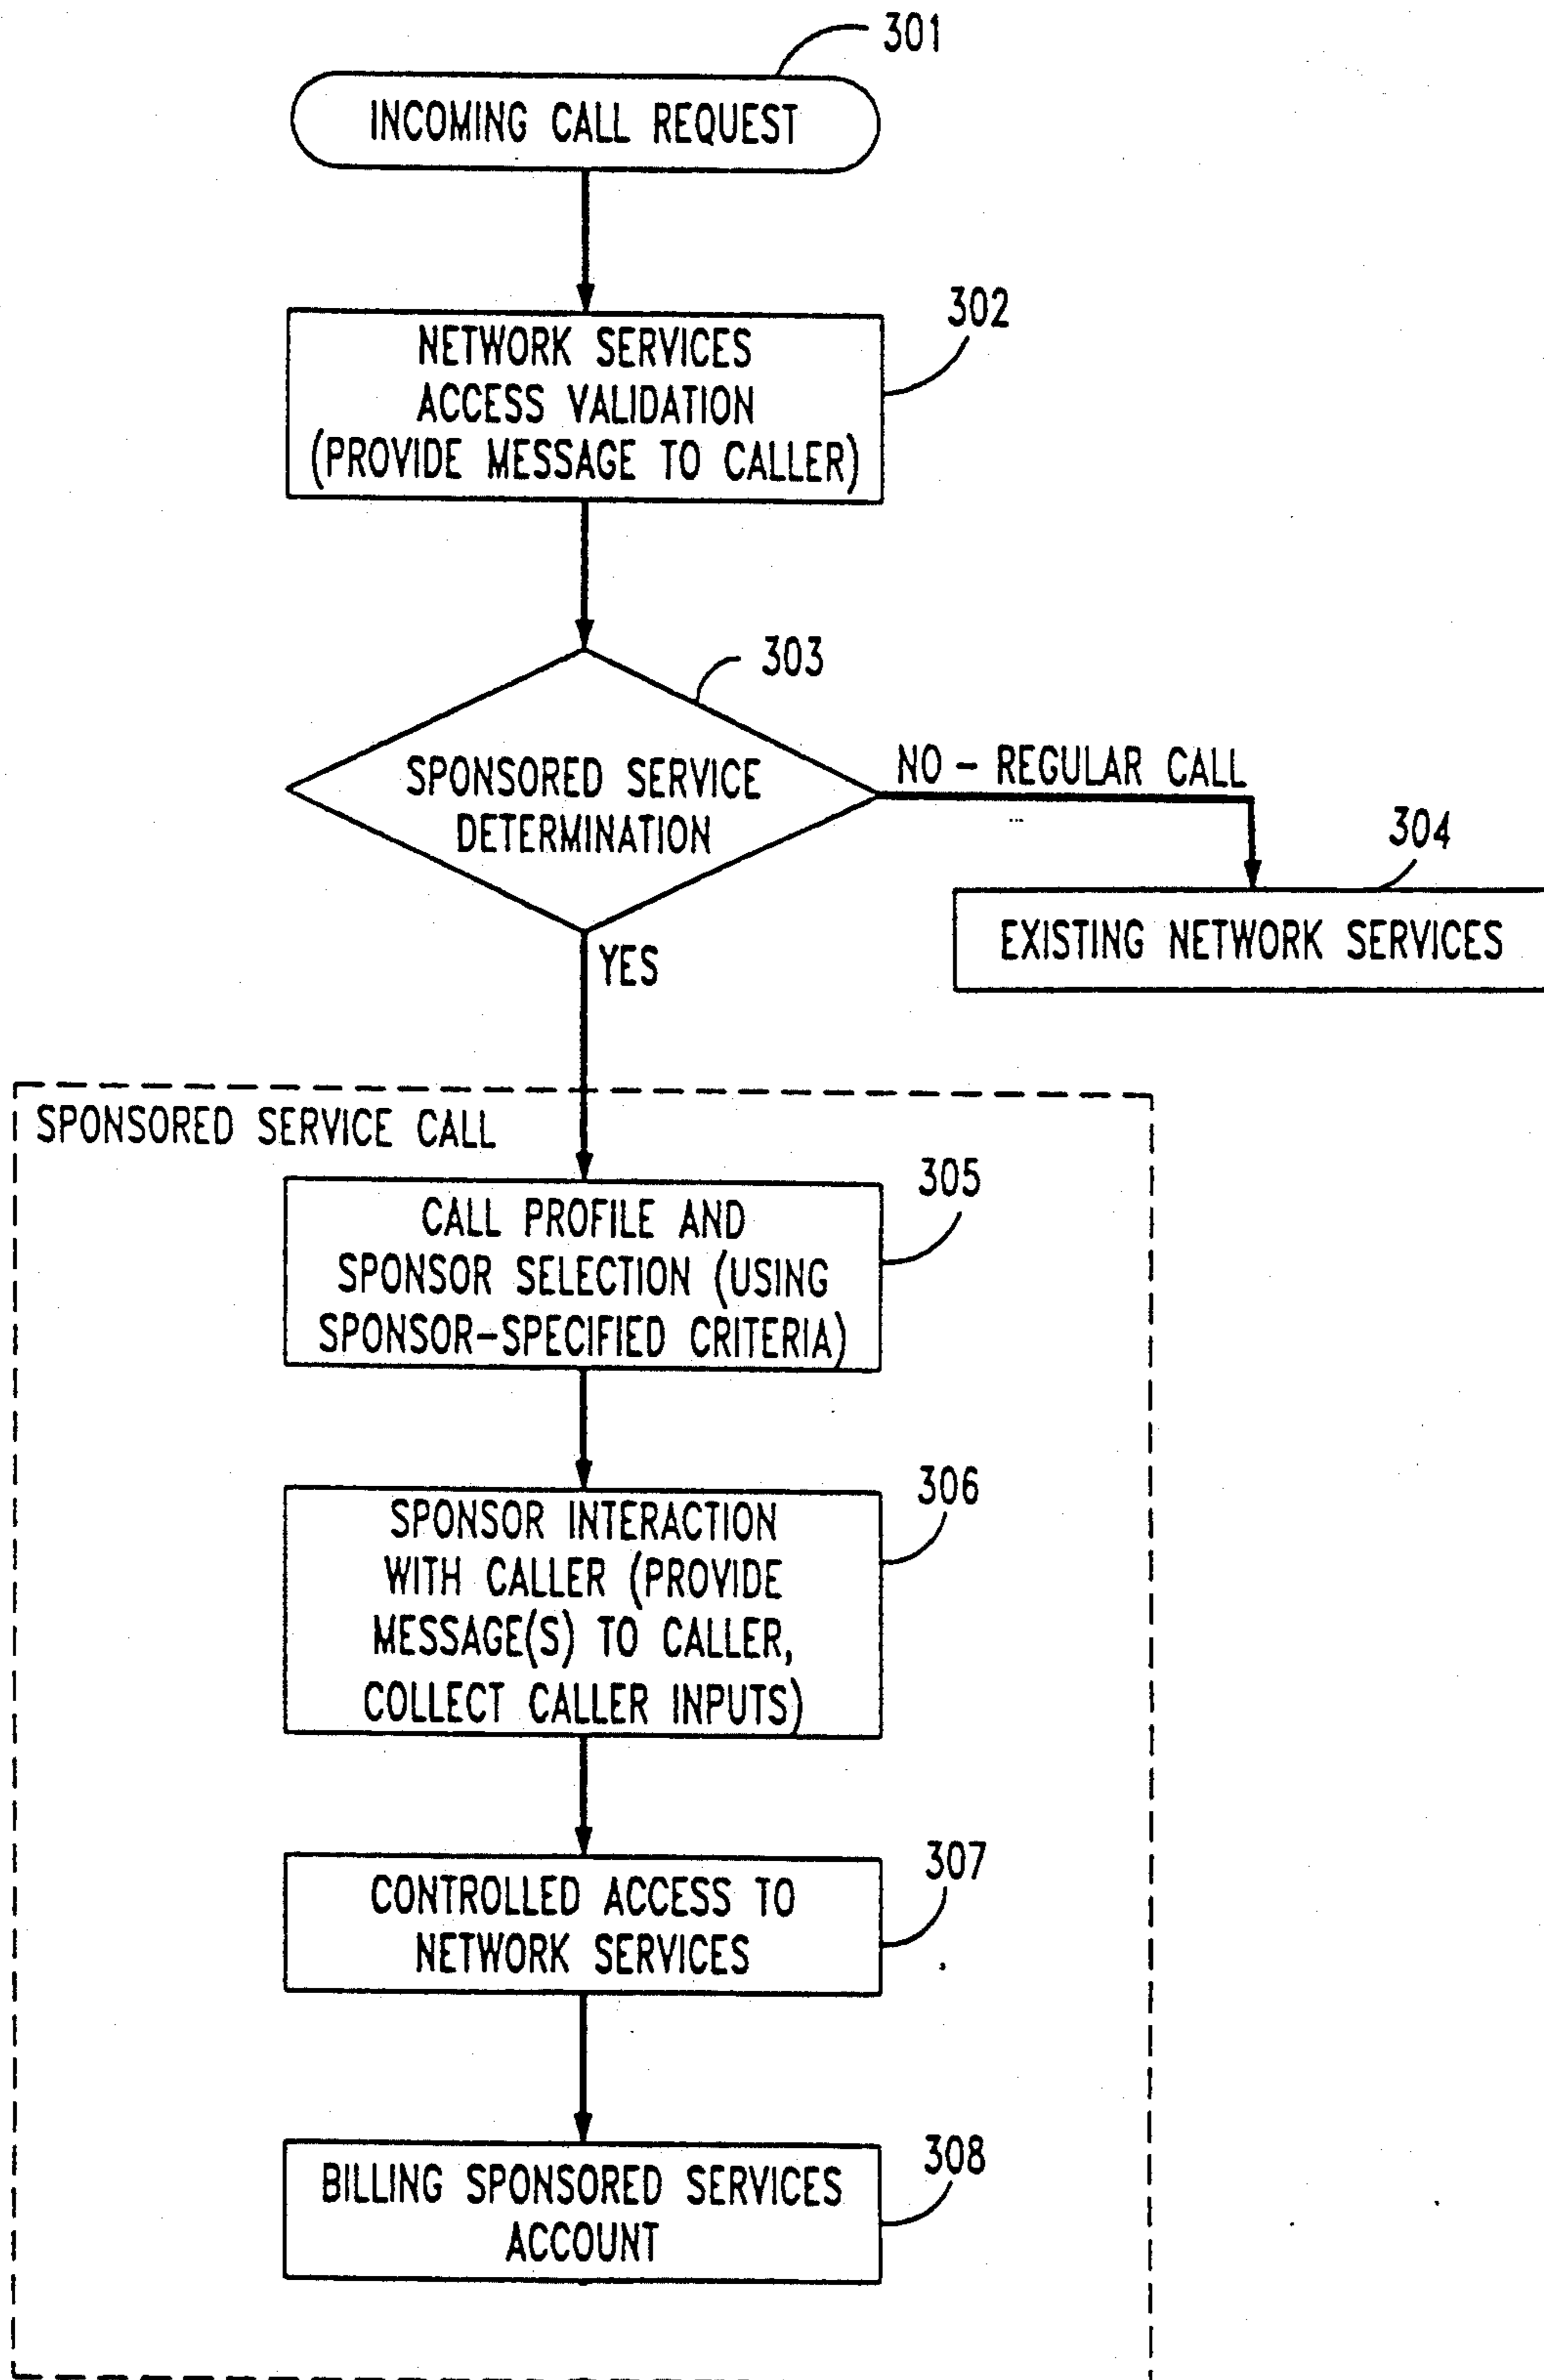 301
INCOMING CALL REQUEST
302
NETWORK SERVICES
ACCESS VALIDATION
(PROVIDE MESSAGE TO CALLER)
303
SPONSORED SERVICE
DETERMINATION
NO – REGULAR CALL
304
EXISTING NETWORK SERVICES
YES
SPONSORED SERVICE CALL
305
CALL PROFILE AND
SPONSOR SELECTION (USING
SPONSOR–SPECIFIED CRITERIA)
306
SPONSOR INTERACTION
WITH CALLER (PROVIDE
MESSAGE(S) TO CALLER,
COLLECT CALLER INPUTS)
307
CONTROLLED ACCESS TO
NETWORK SERVICES
308
BILLING SPONSORED SERVICES
ACCOUNT